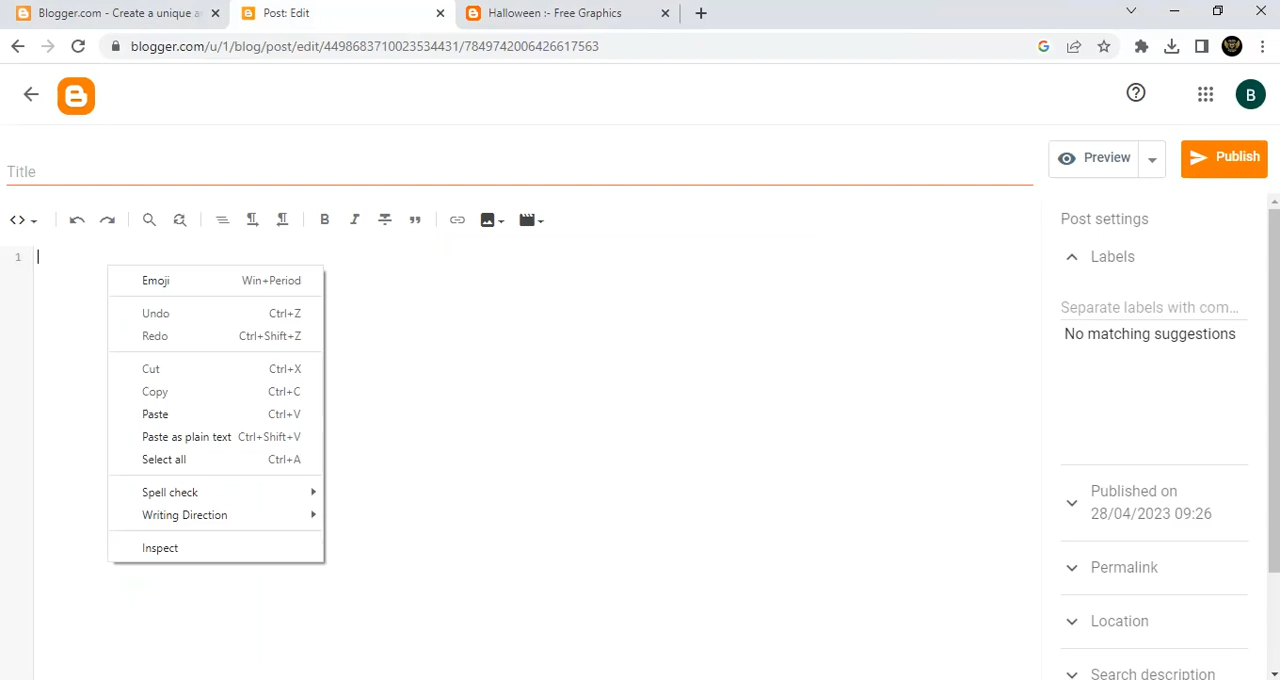 Blogger.com - Create a unique a
Post: Edit
Halloween :- Free Graphics
blogger.com/u/1/blog/post/edit/4498683710023534431/7849742006426617563
B
Title
Preview
Publish
1
Emoji Win+Period
Undo Ctrl+Z
Redo Ctrl+Shift+Z
Cut Ctrl+X
Copy Ctrl+C
Paste Ctrl+V
Paste as plain text Ctrl+Shift+V
Select all Ctrl+A
Spell check
Writing Direction
Inspect
Post settings
Labels
Separate labels with com...
No matching suggestions
Published on
28/04/2023 09:26
Permalink
Location
Search description